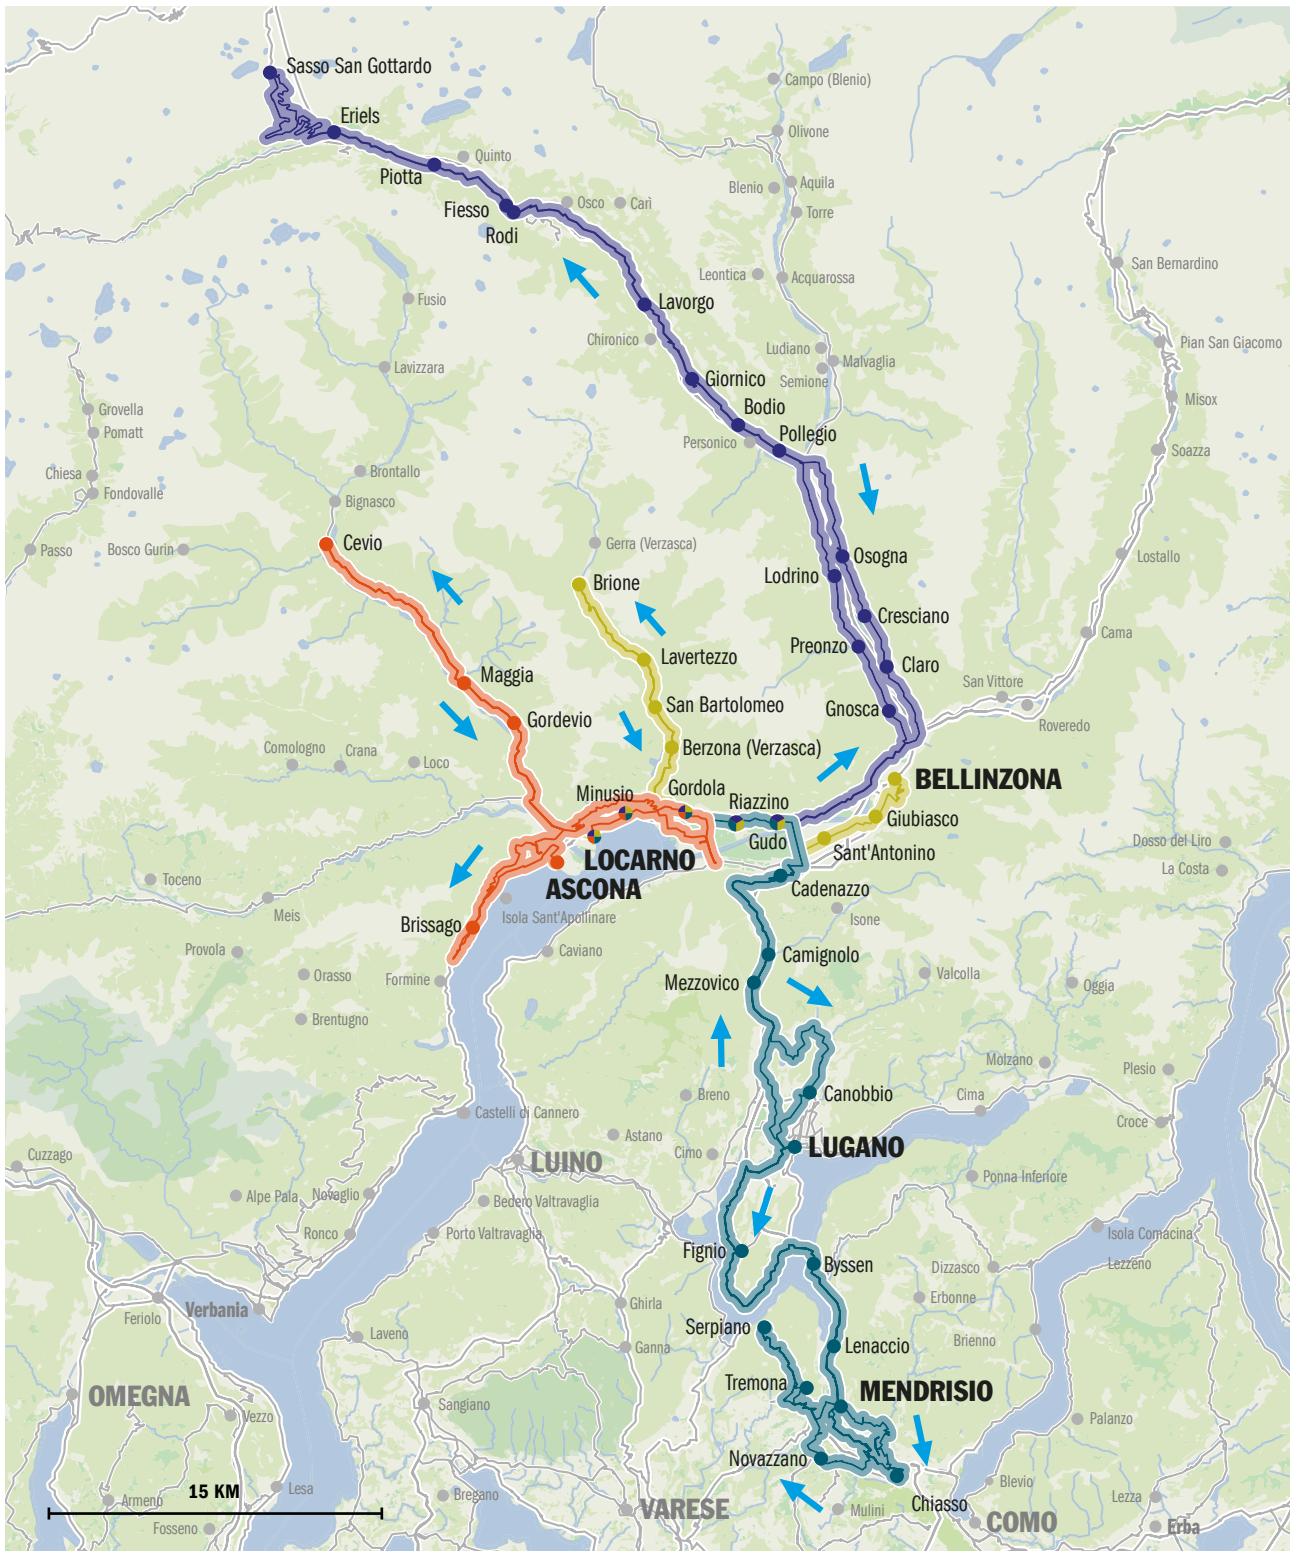 Sasso San Gottardo
Campo (Blenio)
Eriels
Olivone
Quinto
Piotta
Blenio
Aquila
Osco
Carì
Fiesso
Torre
Rodi
San Bernardino
Leontica
Acquarossa
Fusio
Lavorgo
Chironico
Ludiano
Pian San Giacomo
Malvaglia
Lavizzara
Semione
Giornico
Misox
Grovella
Bodio
Pomatt
Pollegio
Personico
Soazza
Chiesa
Brontallo
Fondovalle
Bignasco
Passo
Bosco Gurin
Cevio
Gerra (Verzasca)
Osogna
Lostallo
Lodrino
Brione
Cresciano
Cama
Preonzo
Lavertezzo
Claro
Maggia
San Vittore
San Bartolomeo
Gnosca
Roveredo
Gordevio
Comologno
Crana
Loco
Berzona (Verzasca)
BELLINZONA
Minusio
Gordola
Riazzino
Giubiasco
Gudo
Sant'Antonino
Dosso del Liro
LOCARNO
La Costa
Toceno
ASCONA
Cadenazzo
Meis
Isola Sant'Apollinare
Isone
Brissago
Provola
Caviano
Camignolo
Orasso
Formine
Mezzovico
Valcolla
Oggia
Brentugno
Molzano
Plesio
Breno
Canobbio
Cima
Castelli di Cannero
Croce
Astano
LUGANO
Cuzzago
LUINO
Cimo
Ponna Inferiore
Alpe Pala
Novaglio
Bedero Valtravaglia
Ronco
Porto Valtravaglia
Isola Comacina
Fignio
Byssen
Dizzasco
Lezzeno
Verbania
Ghirla
Erbonne
Feriolo
Serpiano
Laveno
Ganna
Lenaccio
Brienno
OMEGNA
Tremona
MENDRISIO
Sangiano
Vezzo
Palanzo
Novazzano
15 KM
Lesa
Blevio
Armeno
Bregano
VARESE
Mulini
Chiasso
Lezza
Fosseno
COMO
Erba